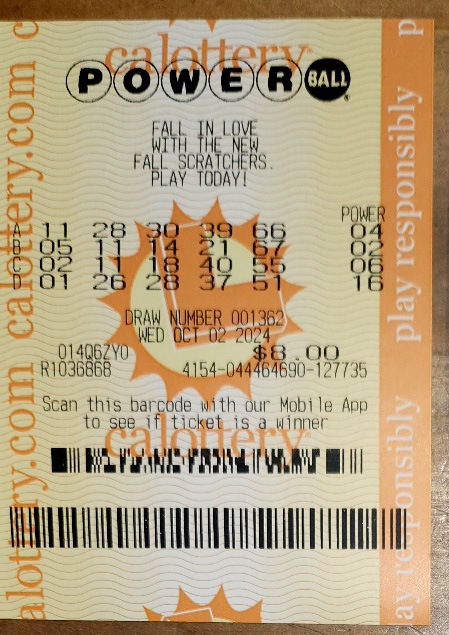 calottery
POWERBALL
FALL IN LOVE
WITH THE NEW
FALL SCRATCHERS.
PLAY TODAY!
POWER
A 11 28 30 39 66 04
B 05 11 14 21 67 02
C 02 11 18 40 55 06
D 01 26 28 37 51 16
DRAW NUMBER 001362
WED OCT 02 2024
014Q6ZYO $8.00
R1036868 4154-044464690-127735
Scan this barcode with our Mobile App
to see if ticket is a winner
calottery
calottery.com calottery.com c
play responsibly
ay responsibly p